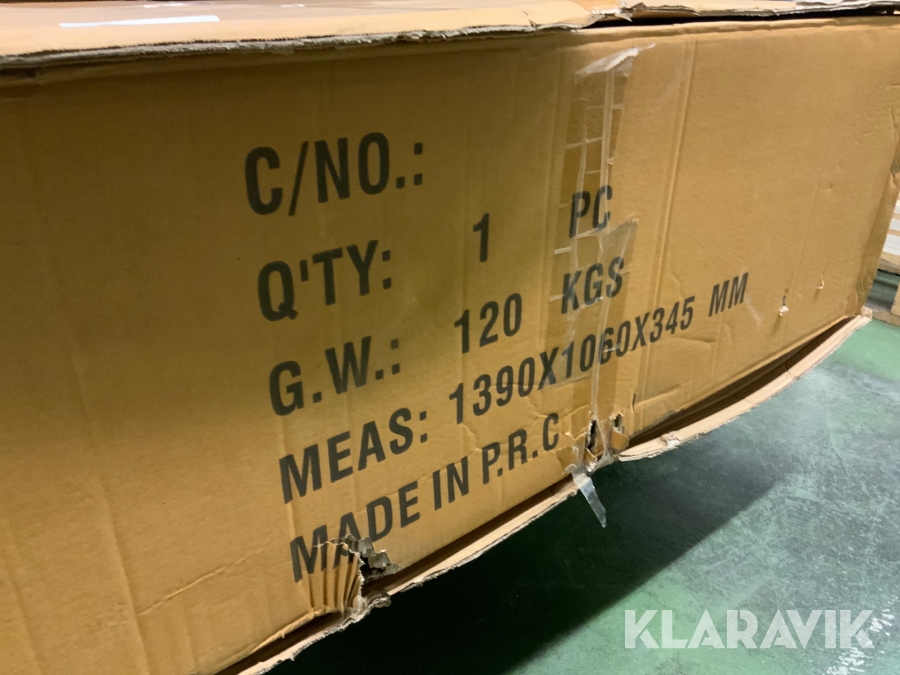 C/NO.:
Q'TY: 1 PC
G.W.: 120 KGS
MEAS: 1390X1060X345 MM
MADE IN P.R.C
KLARAVIK